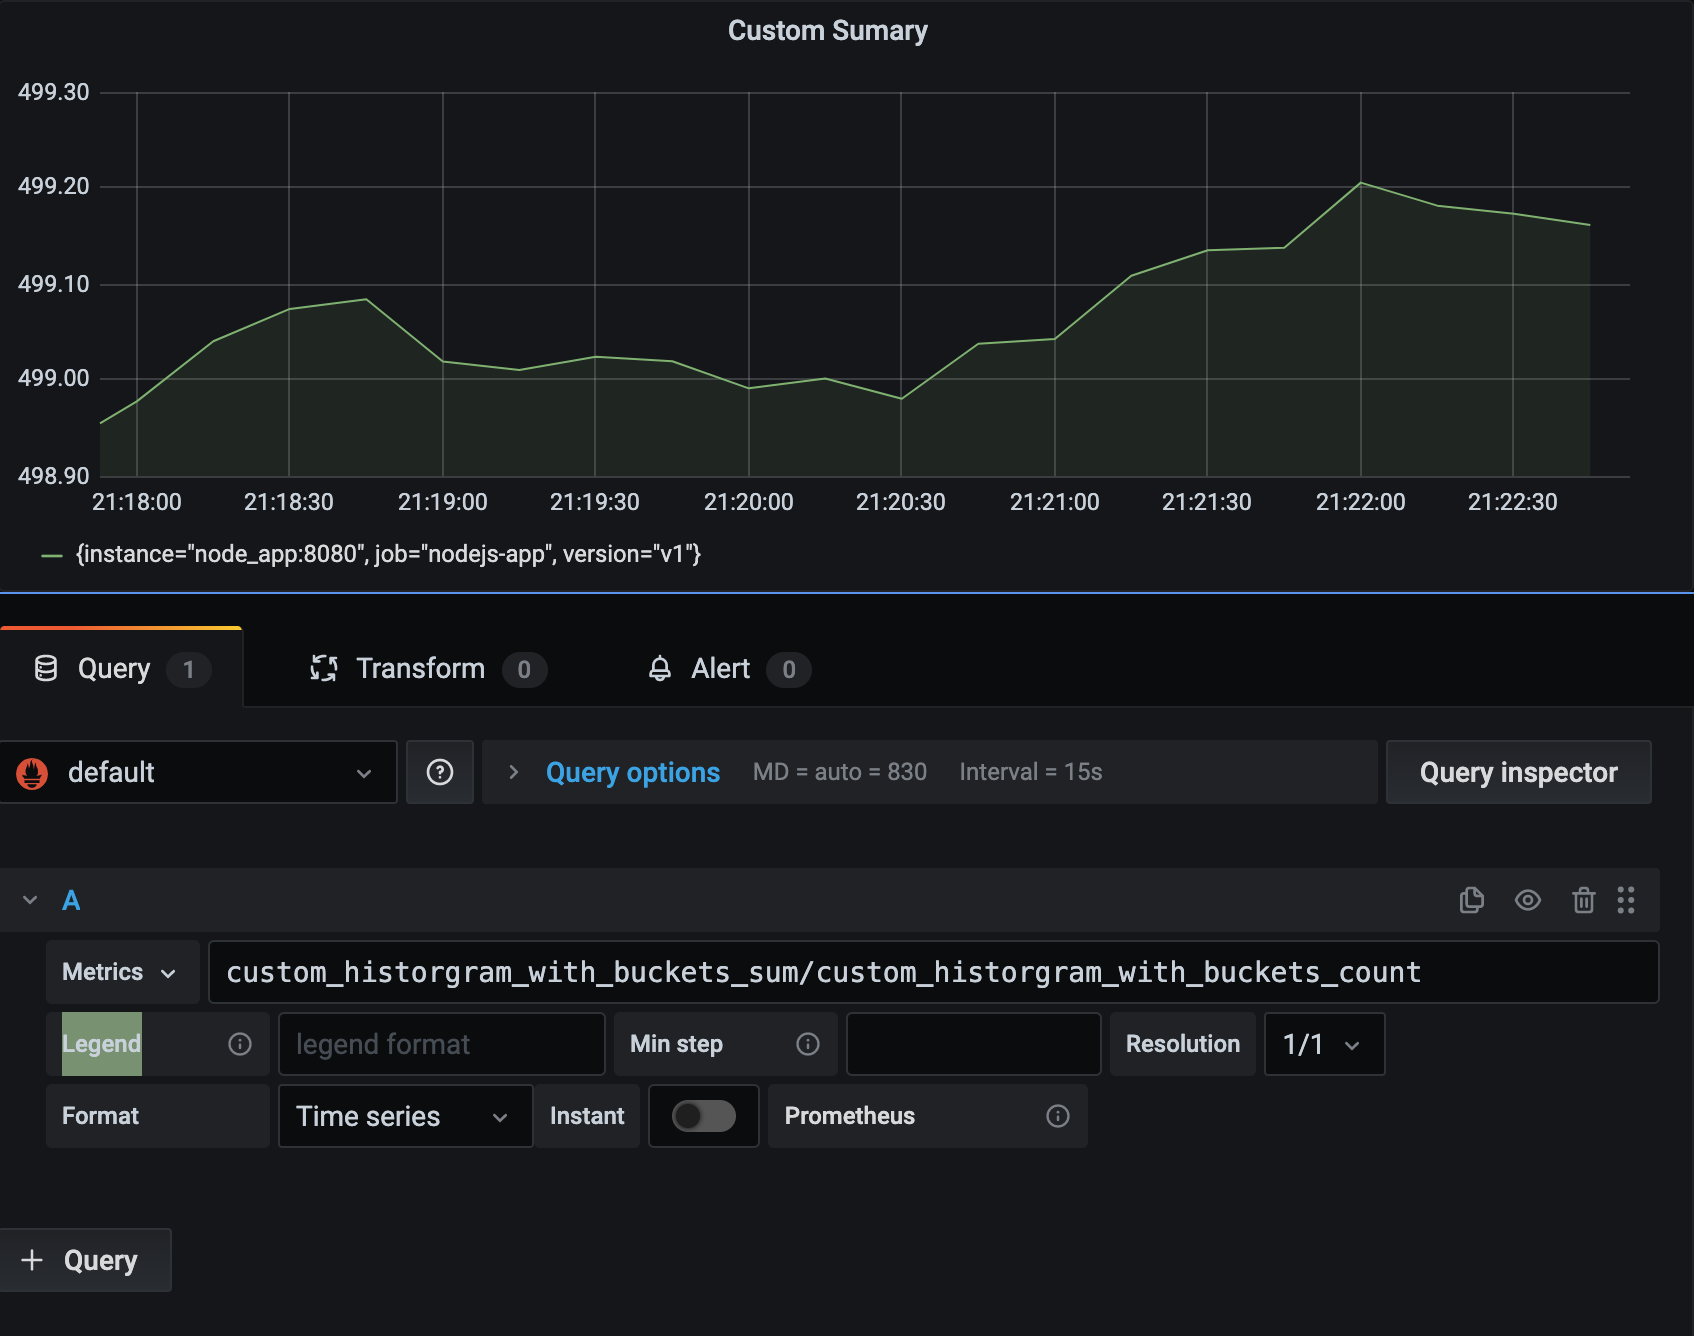 Custom Sumary
499.30
499.20
499.10
499.00
498.90
21:18:00 21:18:30 21:19:00 21:19:30 21:20:00 21:20:30 21:21:00 21:21:30 21:22:00 21:22:30
{instance="node_app:8080", job="nodejs-app", version="v1"}
Query 1 Transform 0 Alert 0
default Query options MD = auto = 830 Interval = 15s Query inspector
A
Metrics custom_historgram_with_buckets_sum/custom_historgram_with_buckets_count
Legend legend format Min step Resolution 1/1
Format Time series Instant Prometheus
+ Query